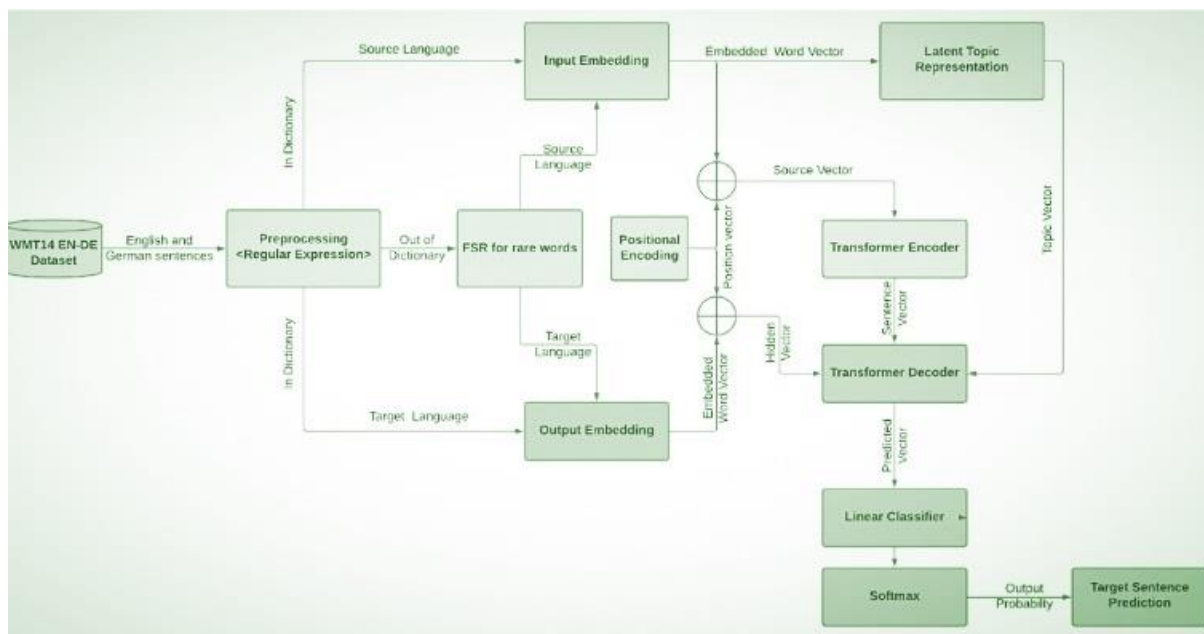 Source Language
Input Embedding
Embedded Word Vector
Latent Topic
Representation
In Dictionary
Source
Language
Source Vector
WMT14 EN-DE
Dataset
English and
German sentences
Preprocessing
<Regular Expression>
Out of
Dictionary
FSR for rare words
Positional
Encoding
Position vector
Transformer Encoder
Topic Vector
Sentence
Vector
In Dictionary
Target
Language
Hidden
Vector
Transformer Decoder
Target Language
Output Embedding
Embedded
Word Vector
Predicted
Vector
Linear Classifier
Softmax
Output
Probabilty
Target Sentence
Prediction